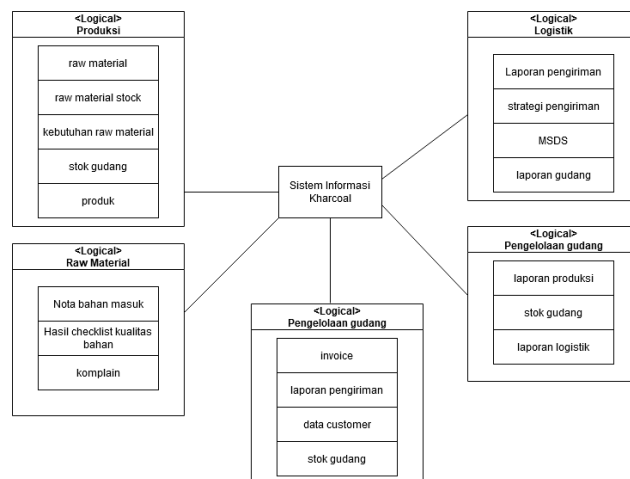 <Logical>
Produksi
raw material
raw material stock
kebutuhan raw material
stok gudang
produk
<Logical>
Logistik
Laporan pengiriman
strategi pengiriman
MSDS
laporan gudang
Sistem Informasi
Kharcoal
<Logical>
Raw Material
Nota bahan masuk
Hasil checklist kualitas
bahan
komplain
<Logical>
Pengelolaan gudang
invoice
laporan pengiriman
data customer
stok gudang
<Logical>
Pengelolaan gudang
laporan produksi
stok gudang
laporan logistik